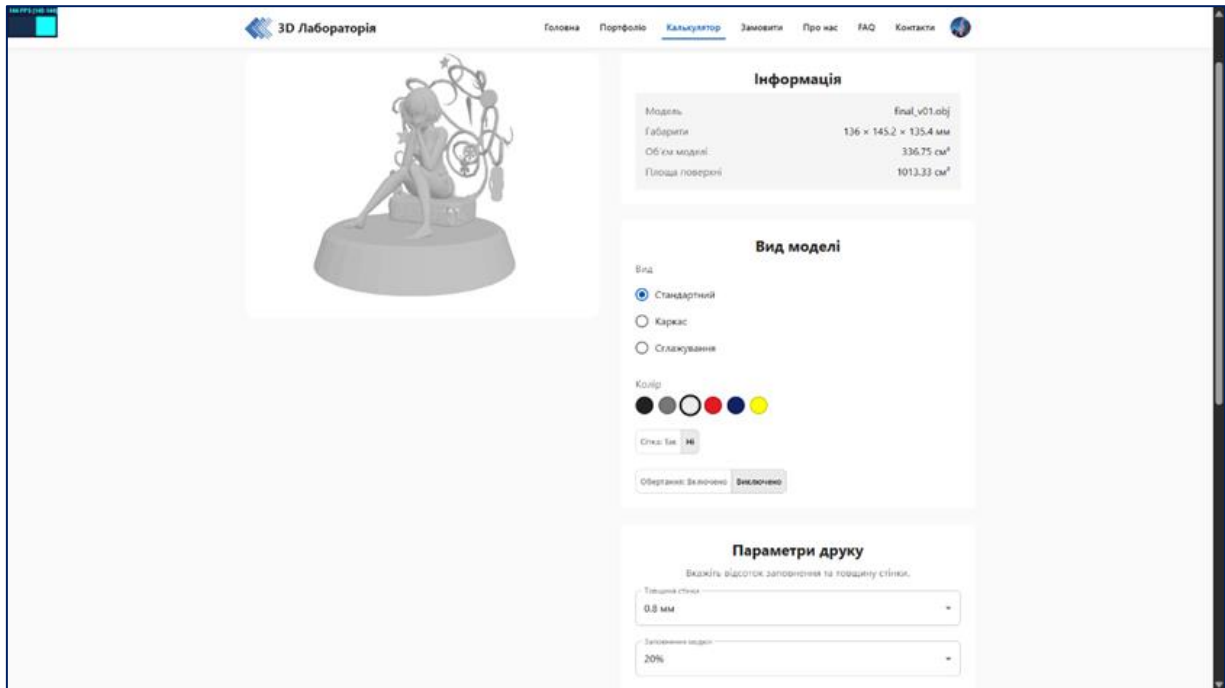 3D Лабораторія
Головна Портфоліо Калькулятор Замовити Про нас FAQ Контакти
Інформація
Модель final_v01.obj
Габарити 136 × 145.2 × 135.4 мм
Об'єм моделі 336.75 см³
Площа поверхні 1013.33 см²
Вид моделі
Вид
Стандартний
Каркас
Сглажування
Колір
Сітка: Так Ні
Обертання: Включено Виключено
Параметри друку
Вкажіть відсоток заповнення та товщину стінки.
Товщина стінки
0.8 мм
Заповнення моделі
20%